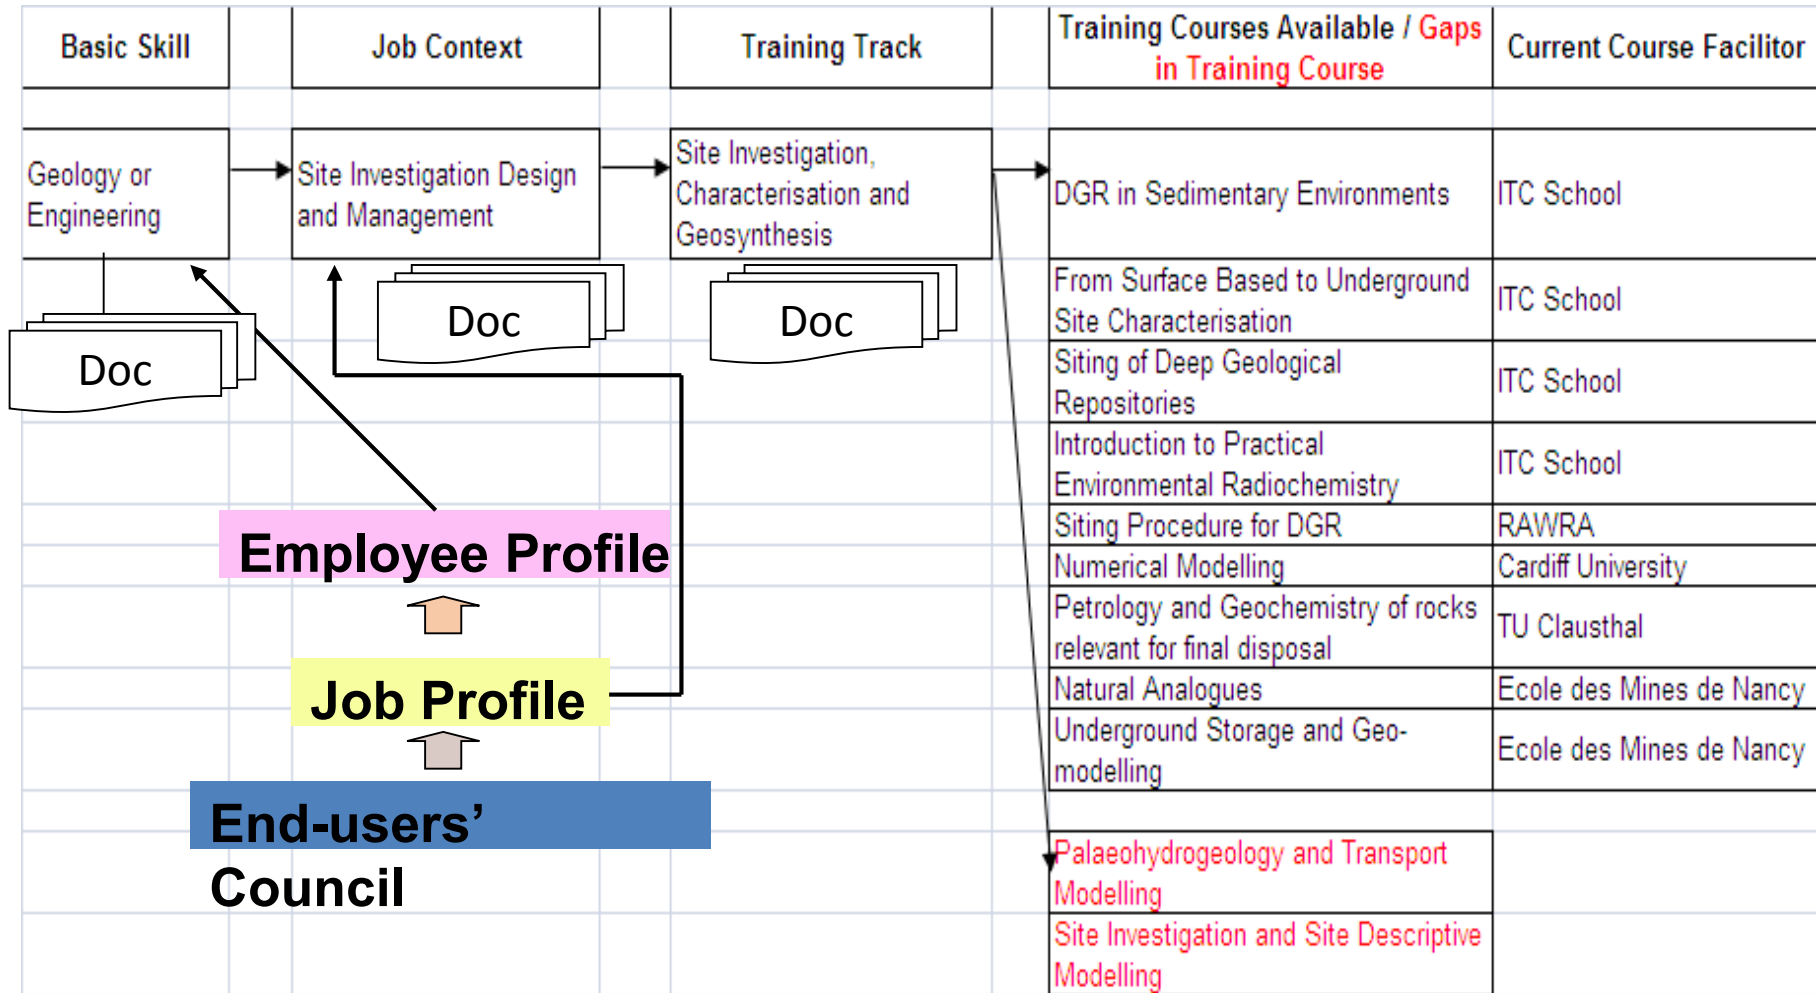 Basic Skill
Job Context
Training Track
Training Courses Available / Gaps
in Training Course
Current Course Facilitor
Geology or
Engineering
Site Investigation Design
and Management
Site Investigation,
Characterisation and
Geosynthesis
DGR in Sedimentary Environments
ITC School
Doc
Doc
Doc
From Surface Based to Underground
Site Characterisation
ITC School
Siting of Deep Geological
Repositories
ITC School
Introduction to Practical
Environmental Radiochemistry
ITC School
Siting Procedure for DGR
RAWRA
Numerical Modelling
Cardiff University
Petrology and Geochemistry of rocks
relevant for final disposal
TU Clausthal
Natural Analogues
Ecole des Mines de Nancy
Underground Storage and Geo-
modelling
Ecole des Mines de Nancy
Palaeohydrogeology and Transport
Modelling
Site Investigation and Site Descriptive
Modelling
Employee Profile
Job Profile
End-users’
Council